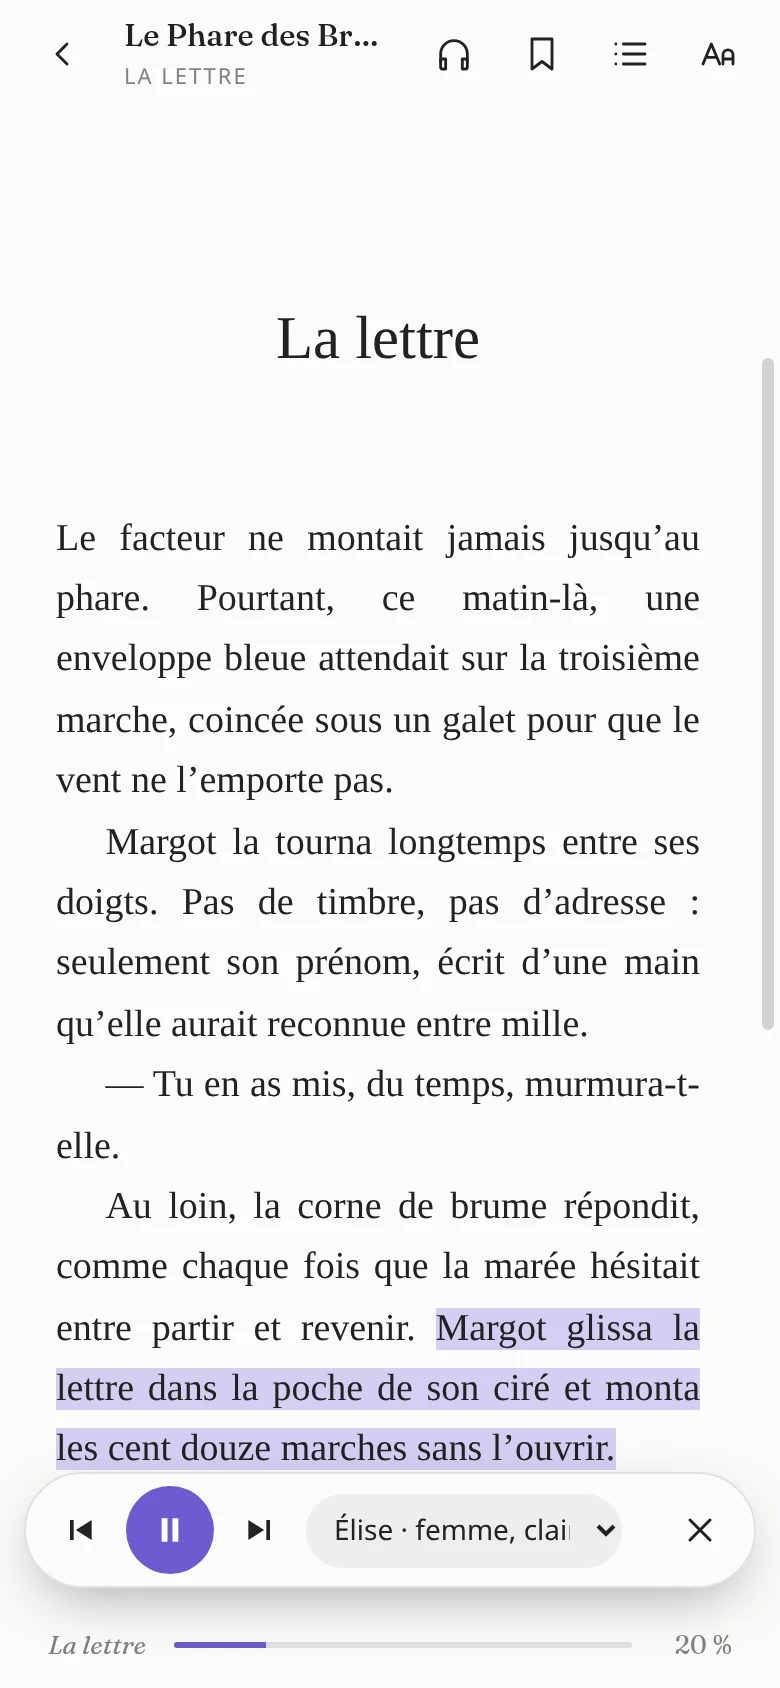 Le Phare des Br...
LA LETTRE
La lettre
Le facteur ne montait jamais jusqu’au
phare. Pourtant, ce matin-là, une
enveloppe bleue attendait sur la troisième
marche, coincée sous un galet pour que le
vent ne l’emporte pas.
Margot la tourna longtemps entre ses
doigts. Pas de timbre, pas d’adresse :
seulement son prénom, écrit d’une main
qu’elle aurait reconnue entre mille.
— Tu en as mis, du temps, murmura-t-
elle.
Au loin, la corne de brume répondit,
comme chaque fois que la marée hésitait
entre partir et revenir. Margot glissa la
lettre dans la poche de son ciré et monta
les cent douze marches sans l’ouvrir.
Élise · femme, clai
La lettre
20 %